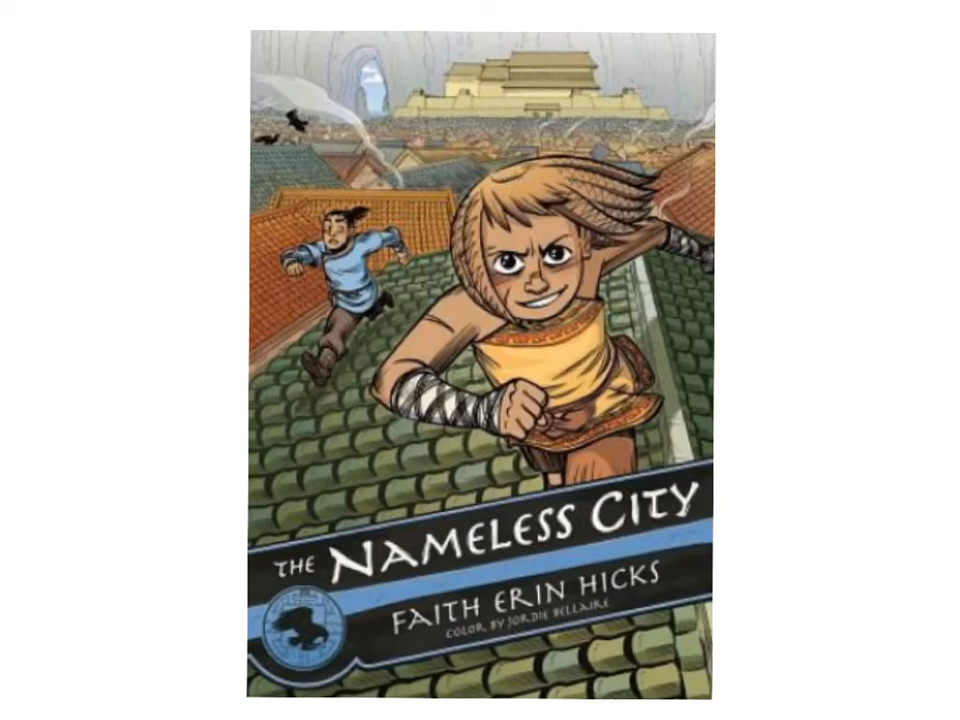 THE NAMELESS CITY
FAITH ERIN HICKS
COLOR BY JORDIE BELLAIRE